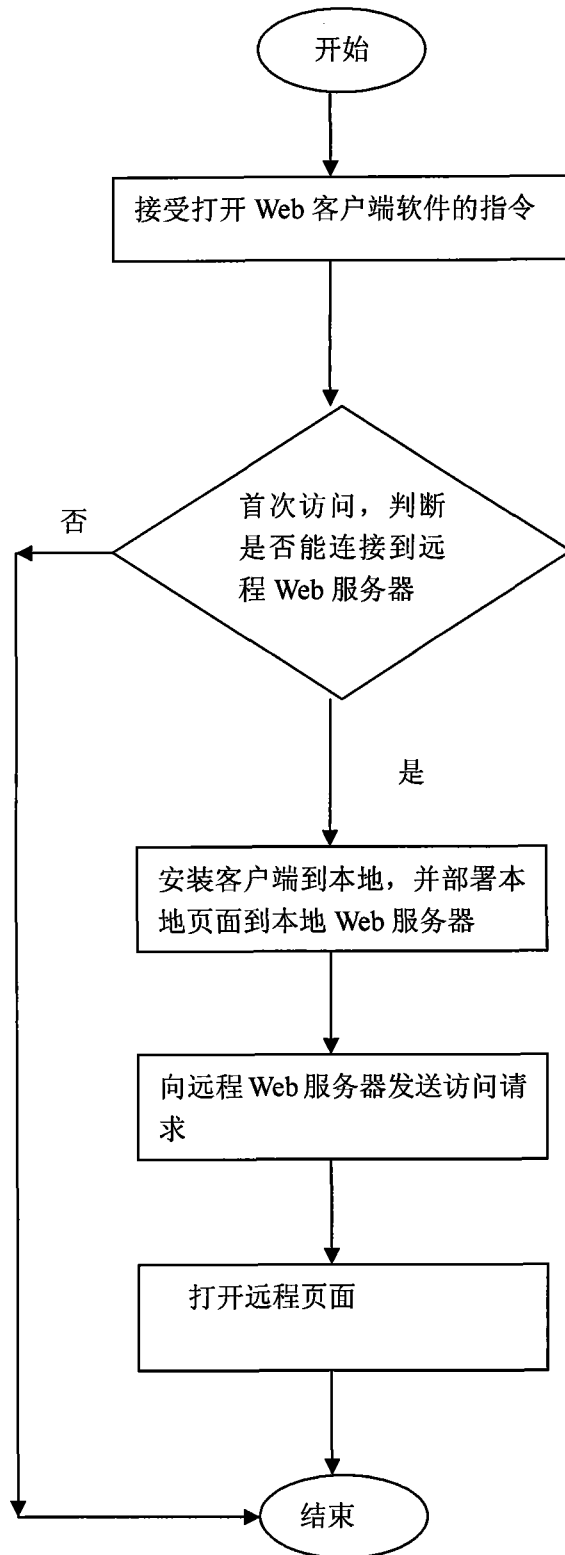 开始
接受打开 Web 客户端软件的指令
首次访问，判断
是否能连接到远
程 Web 服务器
否
是
安装客户端到本地，并部署本
地页面到本地 Web 服务器
向远程 Web 服务器发送访问请
求
打开远程页面
结束